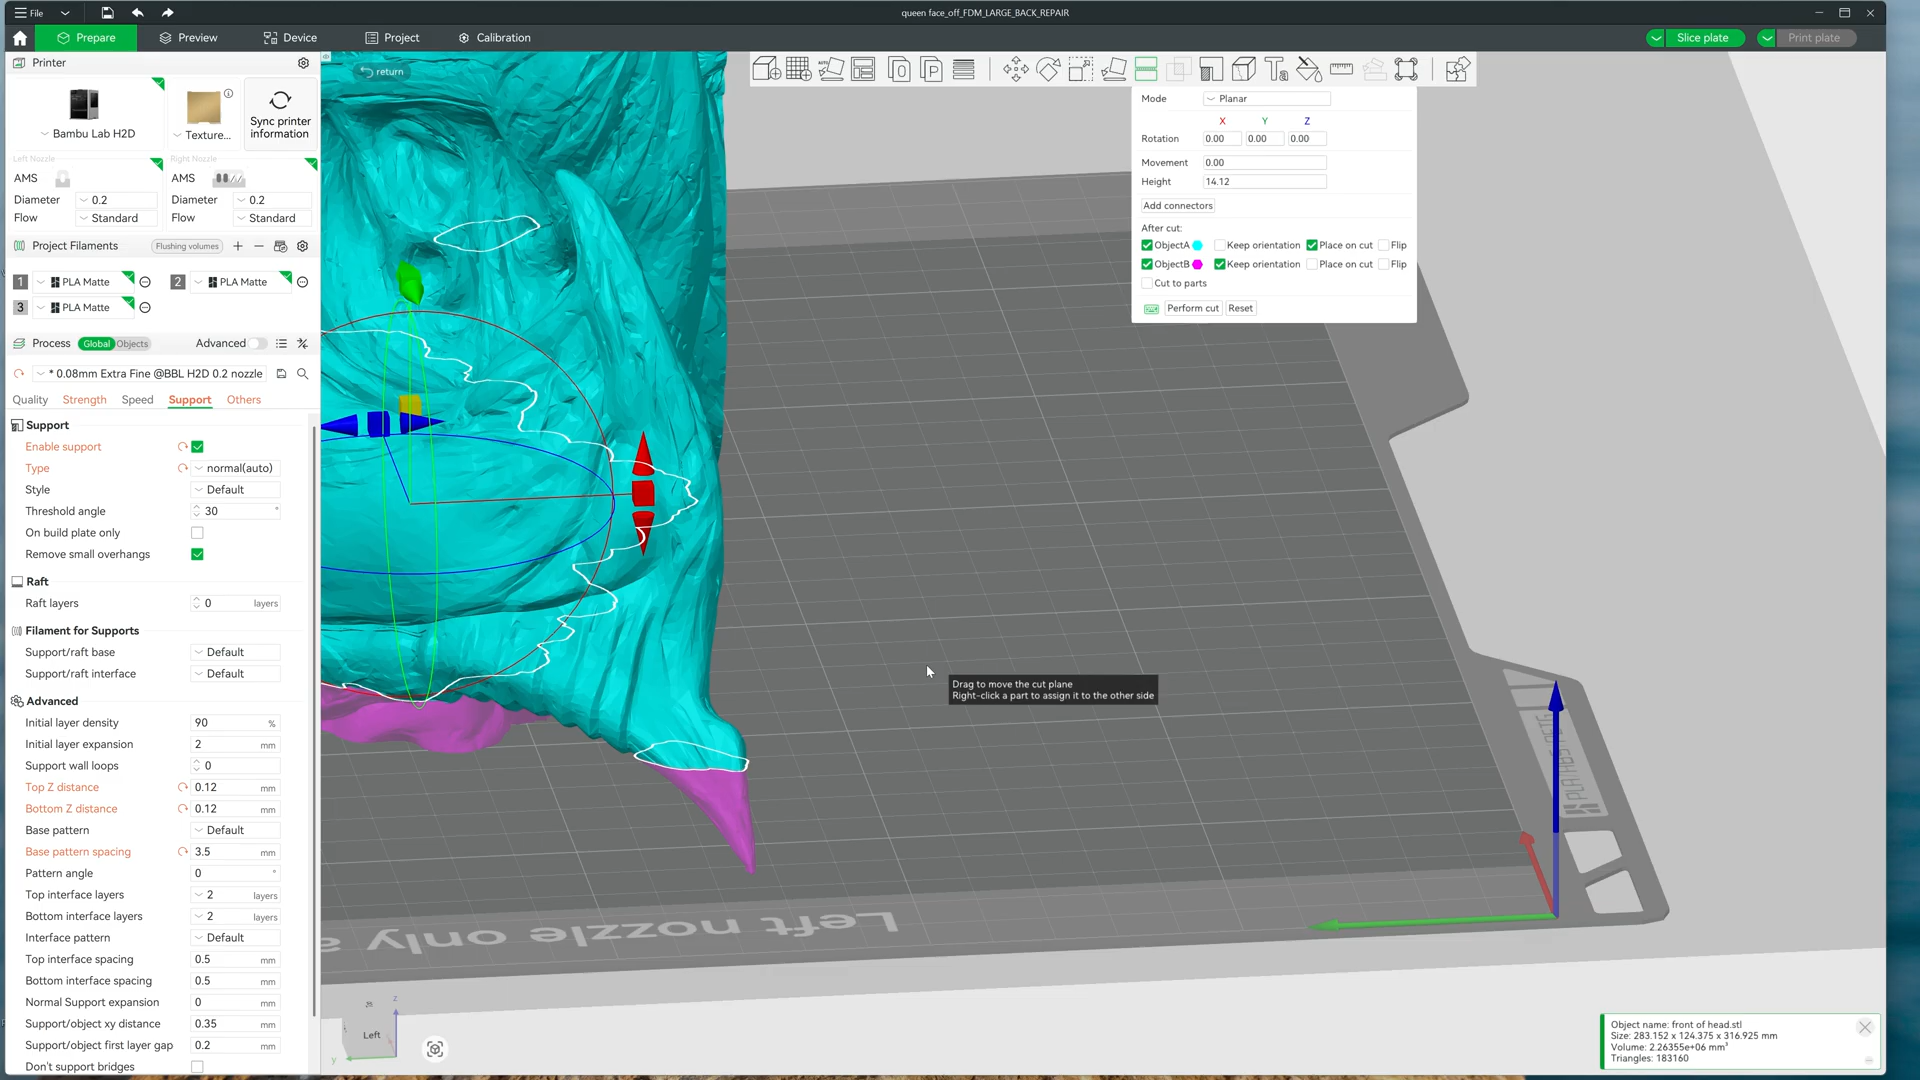 File
queen face_off_FDM_LARGE_BACK_REPAIR
Prepare
Preview
Device
Project
Calibration
Slice plate
Print plate
Printer
return
Bambu Lab H2D
Texture...
Sync printer
information
Left Nozzle
Right Nozzle
AMS
AMS
Diameter
0.2
Diameter
0.2
Flow
Standard
Flow
Standard
Project Filaments
Flushing volumes
1
PLA Matte
2
PLA Matte
3
PLA Matte
Process
Global
Objects
Advanced
* 0.08mm Extra Fine @BBL H2D 0.2 nozzle
Quality
Strength
Speed
Support
Others
Support
Enable support
Type
normal(auto)
Style
Default
Threshold angle
30
°
On build plate only
Remove small overhangs
Raft
Raft layers
0
layers
Filament for Supports
Support/raft base
Default
Support/raft interface
Default
Advanced
Initial layer density
90
%
Initial layer expansion
2
mm
Support wall loops
0
Top Z distance
0.12
mm
Bottom Z distance
0.12
mm
Base pattern
Default
Base pattern spacing
3.5
mm
Pattern angle
0
°
Top interface layers
2
layers
Bottom interface layers
2
layers
Interface pattern
Default
Top interface spacing
0.5
mm
Bottom interface spacing
0.5
mm
Normal Support expansion
0
mm
Support/object xy distance
0.35
mm
Support/object first layer gap
0.2
mm
Don't support bridges
Mode
Planar
X
Y
Z
Rotation
0.00
0.00
0.00
Movement
0.00
Height
14.12
Add connectors
After cut:
ObjectA
Keep orientation
Place on cut
Flip
ObjectB
Keep orientation
Place on cut
Flip
Cut to parts
Perform cut
Reset
Drag to move the cut plane
Right-click a part to assign it to the other side
Left nozzle only a
Left
z
y
Object name: front of head.stl
Size: 283.152 x 124.375 x 316.925 mm
Volume: 2.26355e+06 mm³
Triangles: 183160